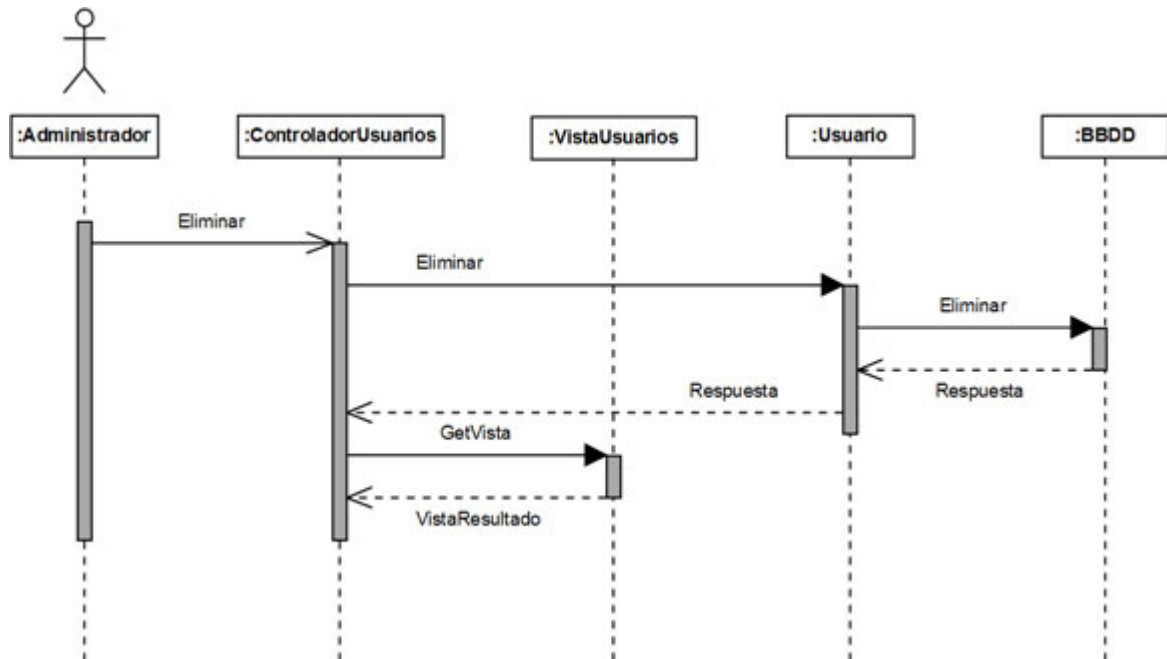 :Administrador
:ControladorUsuarios
:VistaUsuarios
:Usuario
:BBDD
Eliminar
Eliminar
Eliminar
Respuesta
Respuesta
GetVista
VistaResultado